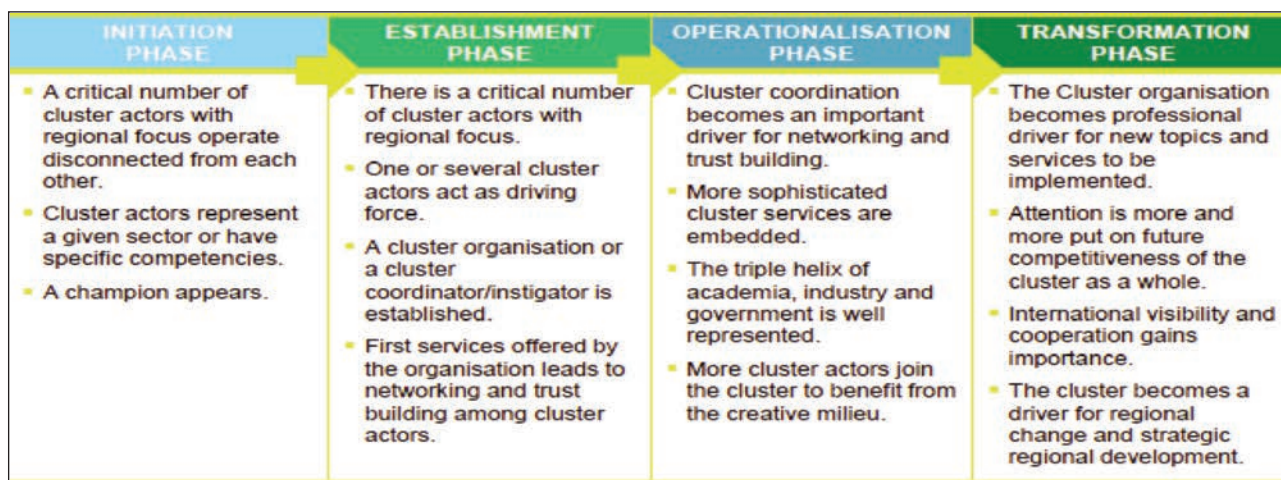 INITIATION
PHASE
A critical number of
cluster actors with
regional focus operate
disconnected from each
other.
Cluster actors represent
a given sector or have
specific competencies.
A champion appears.
ESTABLISHMENT
PHASE
There is a critical number
of cluster actors with
regional focus.
One or several cluster
actors act as driving
force.
A cluster organisation or
a cluster
coordinator/instigator is
established.
First services offered by
the organisation leads to
networking and trust
building among cluster
actors.
OPERATIONALISATION
PHASE
Cluster coordination
becomes an important
driver for networking and
trust building.
More sophisticated
cluster services are
embedded.
The triple helix of
academia, industry and
government is well
represented.
More cluster actors join
the cluster to benefit from
the creative milieu.
TRANSFORMATION
PHASE
The Cluster organisation
becomes professional
driver for new topics and
services to be
implemented.
Attention is more and
more put on future
competitiveness of the
cluster as a whole.
International visibility and
cooperation gains
importance.
The cluster becomes a
driver for regional
change and strategic
regional development.